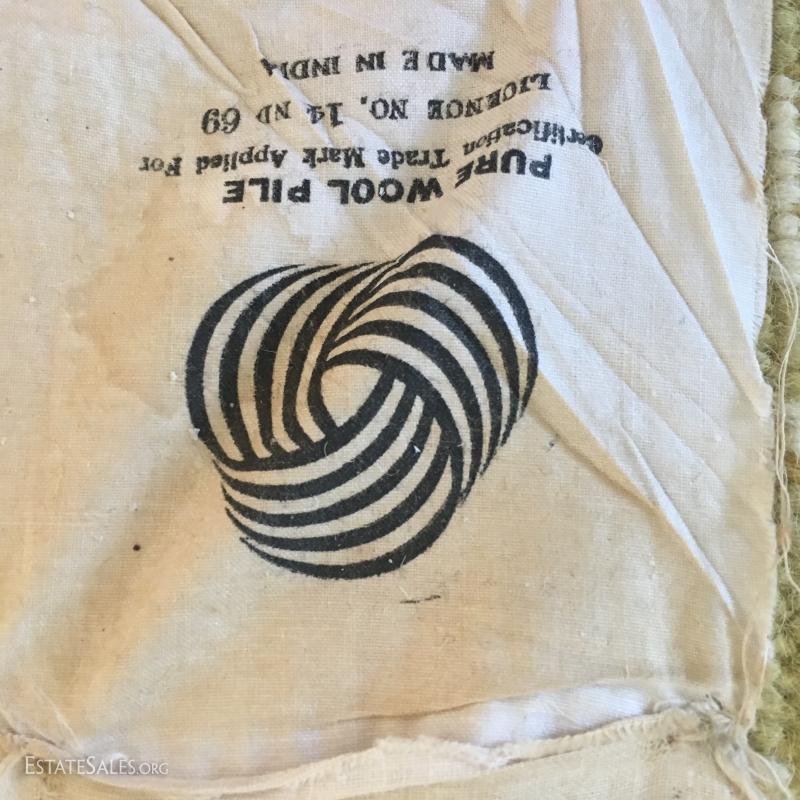 PURE WOOL PILE
Certification Trade Mark Applied For
LICENCE NO. 14 ND 69
MADE IN INDIA
ESTATESALES.ORG